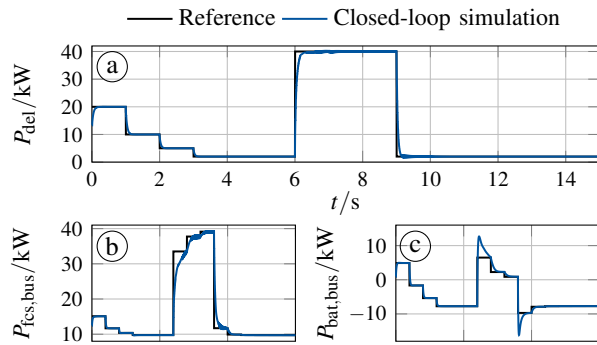 Reference Closed-loop simulation
a
P_del/kW
40
30
20
10
0
0 2 4 6 8 10 12 14
t/s
b
P_fcs,bus/kW
40
30
20
10
c
P_bat,bus/kW
10
0
−10